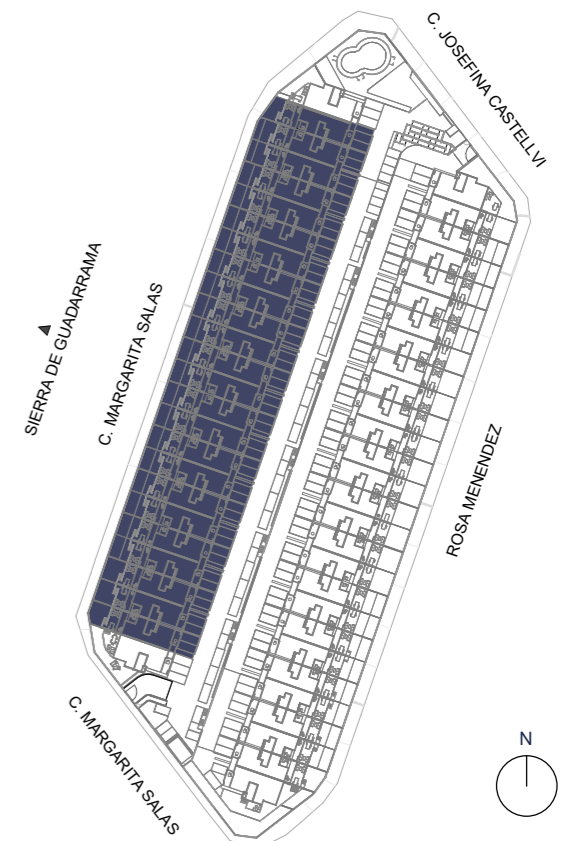 C. JOSEFINA CASTELLVI
SIERRA DE GUADARRAMA
C. MARGARITA SALAS
ROSA MENENDEZ
C. MARGARITA SALAS
N